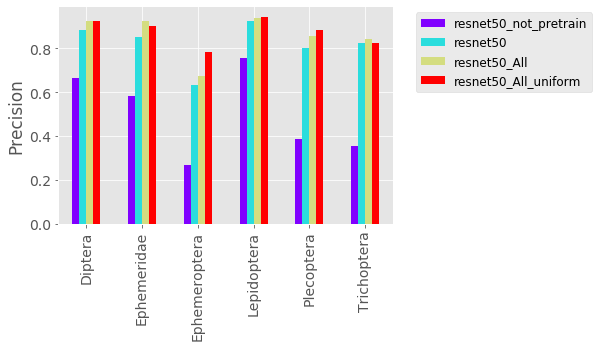 resnet50_not_pretrain
resnet50
resnet50_All
resnet50_All_uniform
Precision
0.8
0.6
0.4
0.2
0.0
Diptera
Ephemeridae
Ephemeroptera
Lepidoptera
Plecoptera
Trichoptera